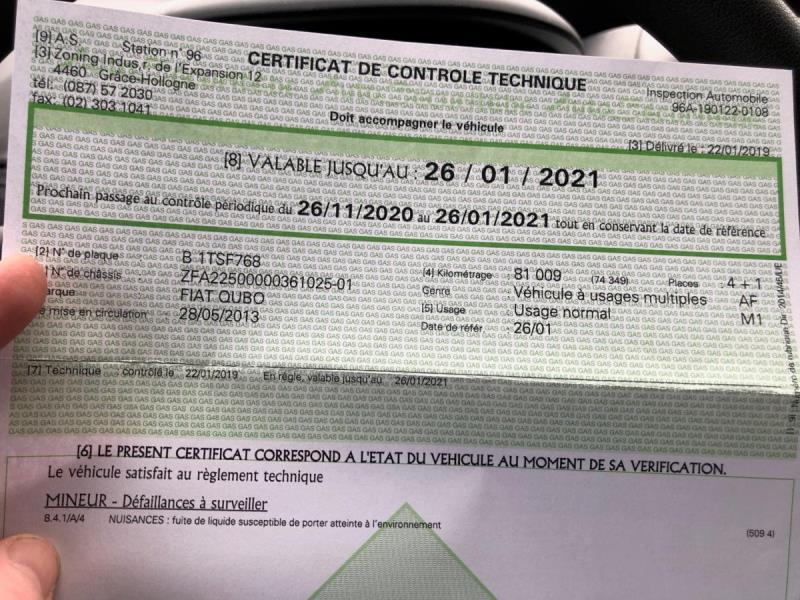 [9] A.S. Station n° 96
[3] Zoning Indus, r. de l'Expansion 12
4460 Grâce-Hollogne
tél. (087) 57 2030
fax. (02) 303 1041
CERTIFICAT DE CONTROLE TECHNIQUE
Doit accompagner le véhicule
Inspection Automobile
96A-190122-0108
[3] Délivré le : 22/01/2019
[8] VALABLE JUSQU'AU : 26 / 01 / 2021
Prochain passage au contrôle périodique du 26/11/2020 au 26/01/2021 tout en conservant la date de référence
[2] N° de plaque B 1TSF768
N° de châssis ZFA22500000361025-01
arque FIAT QUBO
e mise en circulation 28/05/2013
[4] Kilométrage : 81 009 (74 349) Places : 4 + 1
Genre : Véhicule à usages multiples AF
[5] Usage : Usage normal M1
Date de référ : 26/01
[7] Technique contrôlé le 22/01/2019 En règle, valable jusqu'au 26/01/2021
[6] LE PRESENT CERTIFICAT CORRESPOND A L'ETAT DU VEHICULE AU MOMENT DE SA VERIFICATION.
Le véhicule satisfait au règlement technique
MINEUR - Défaillances à surveiller
8.4.1/A/4 NUISANCES : fuite de liquide susceptible de porter atteinte à l'environnement
(509 4)